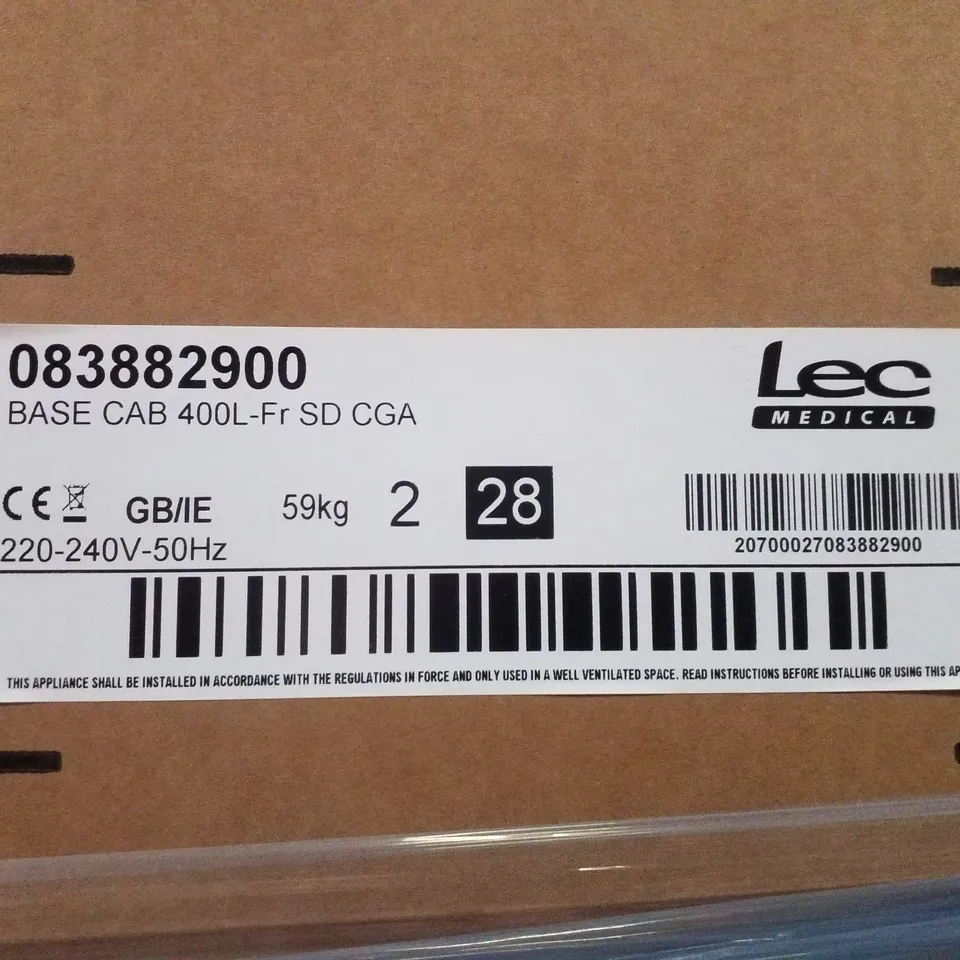 083882900
BASE CAB 400L-Fr SD CGA
Lec
MEDICAL
CE GB/IE 59kg 2 28
220-240V-50Hz
20700027083882900
THIS APPLIANCE SHALL BE INSTALLED IN ACCORDANCE WITH THE REGULATIONS IN FORCE AND ONLY USED IN A WELL VENTILATED SPACE. READ INSTRUCTIONS BEFORE INSTALLING OR USING THIS AP